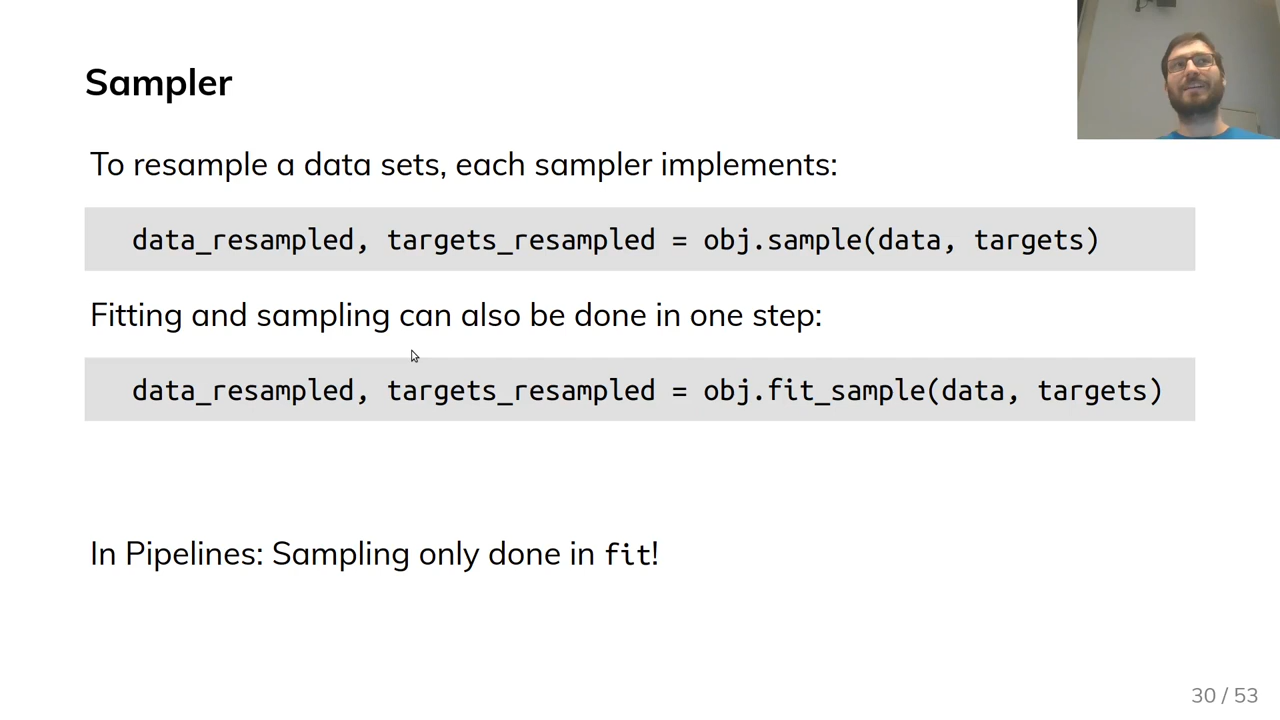 Sampler
To resample a data sets, each sampler implements:
data_resampled, targets_resampled = obj.sample(data, targets)
Fitting and sampling can also be done in one step:
data_resampled, targets_resampled = obj.fit_sample(data, targets)
In Pipelines: Sampling only done in fit!
30 / 53